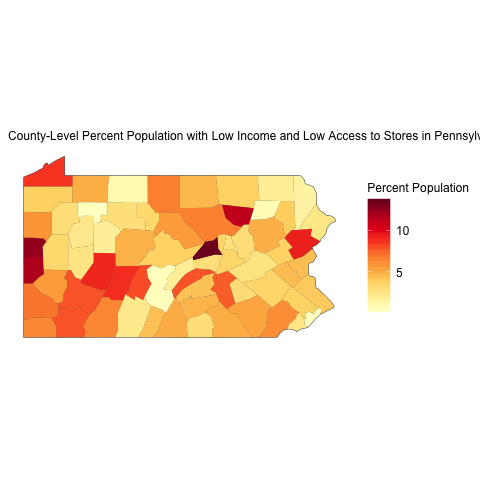 County-Level Percent Population with Low Income and Low Access to Stores in Pennsylv
Percent Population
10
5